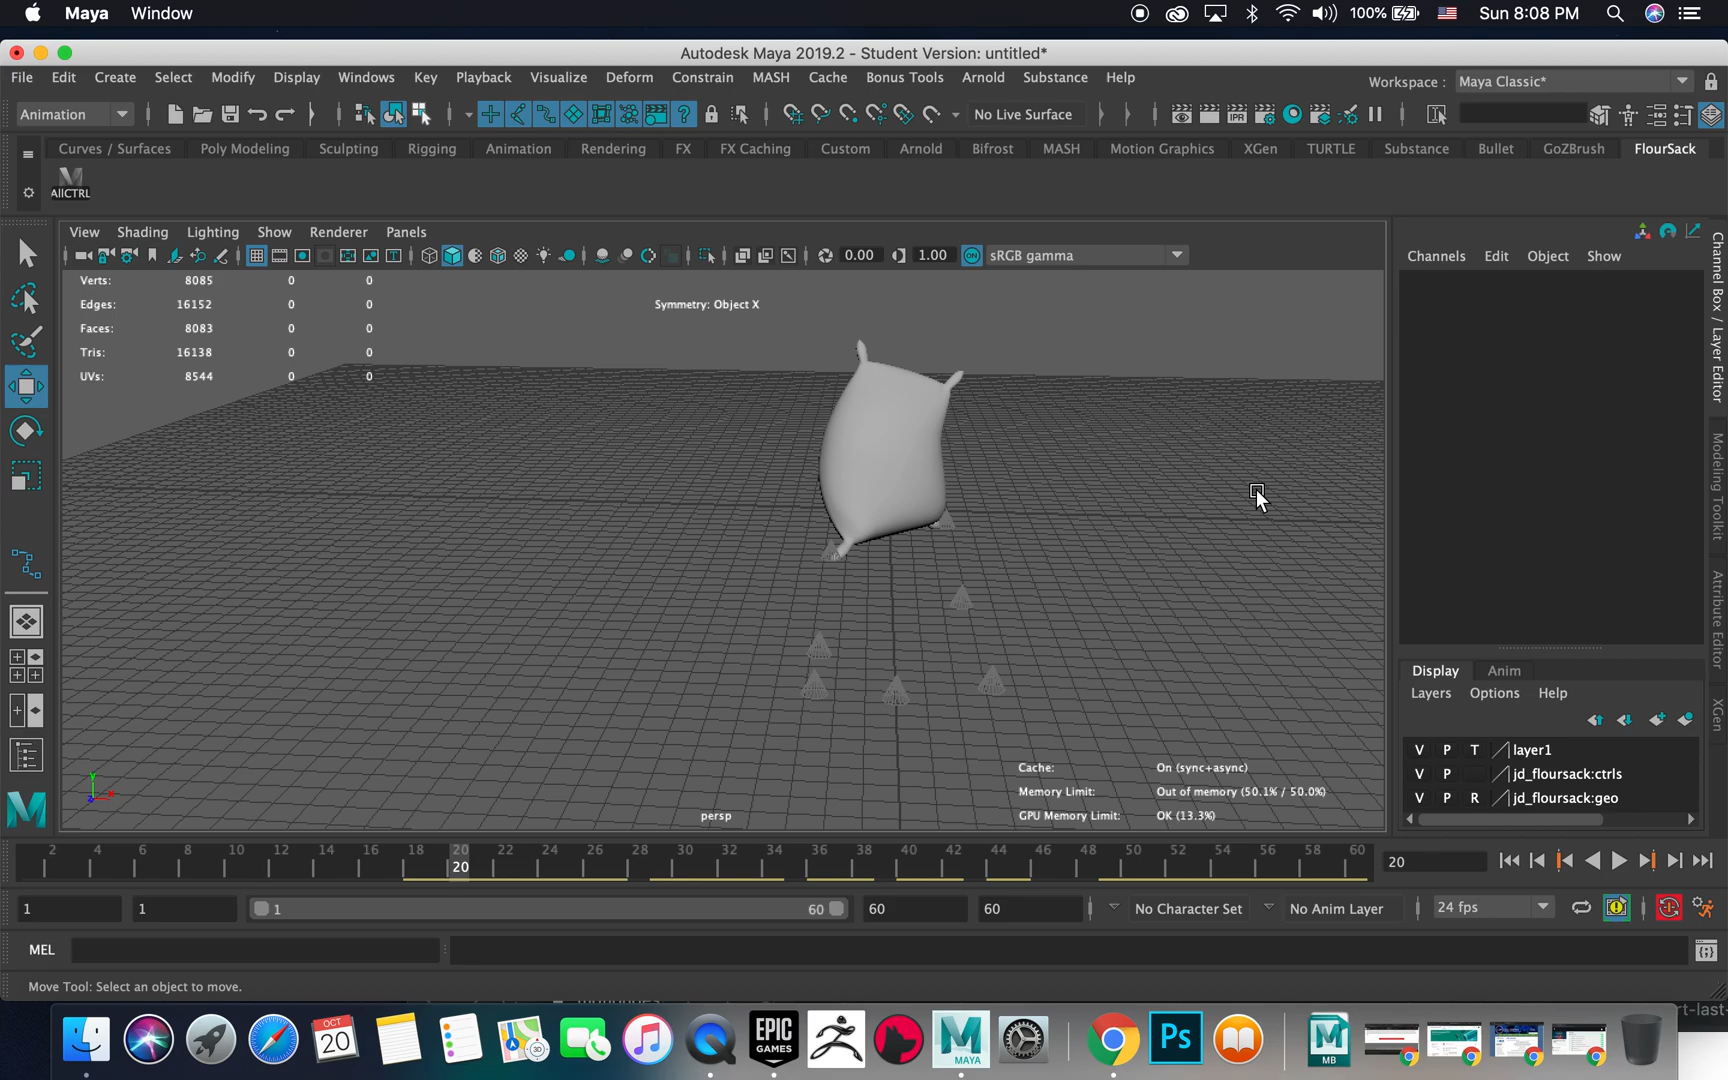 Maya Window 100% Sun 8:08 PM
Autodesk Maya 2019.2 - Student Version: untitled*
File Edit Create Select Modify Display Windows Key Playback Visualize Deform Constrain MASH Cache Bonus Tools Arnold Substance Help Workspace : Maya Classic*
Animation No Live Surface IPR
Curves / Surfaces Poly Modeling Sculpting Rigging Animation Rendering FX FX Caching Custom Arnold Bifrost MASH Motion Graphics XGen TURTLE Substance Bullet GoZBrush FlourSack
AllCTRL
View Shading Lighting Show Renderer Panels
0.00 1.00 ON sRGB gamma
Channels Edit Object Show
Channel Box / Layer Editor
Modeling Toolkit
Attribute Editor
XGen
Verts: 8085 0 0
Edges: 16152 0 0
Faces: 8083 0 0
Tris: 16138 0 0
UVs: 8544 0 0
Symmetry: Object X
Cache: On (sync+async)
Memory Limit: Out of memory (50.1% / 50.0%)
GPU Memory Limit: OK (13.3%)
persp
y
z x
Display Anim
Layers Options Help
V P T layer1
V P jd_floursack:ctrls
V P R jd_floursack:geo
2 4 6 8 10 12 14 16 18 20 22 24 26 28 30 32 34 36 38 40 42 44 46 48 50 52 54 56 58 60
20 20
1 1 1 60 60 60 No Character Set No Anim Layer 24 fps
MEL
Move Tool: Select an object to move.
rt-last-
OCT
20
3D
EPIC
GAMES
MAYA
Ps
MB